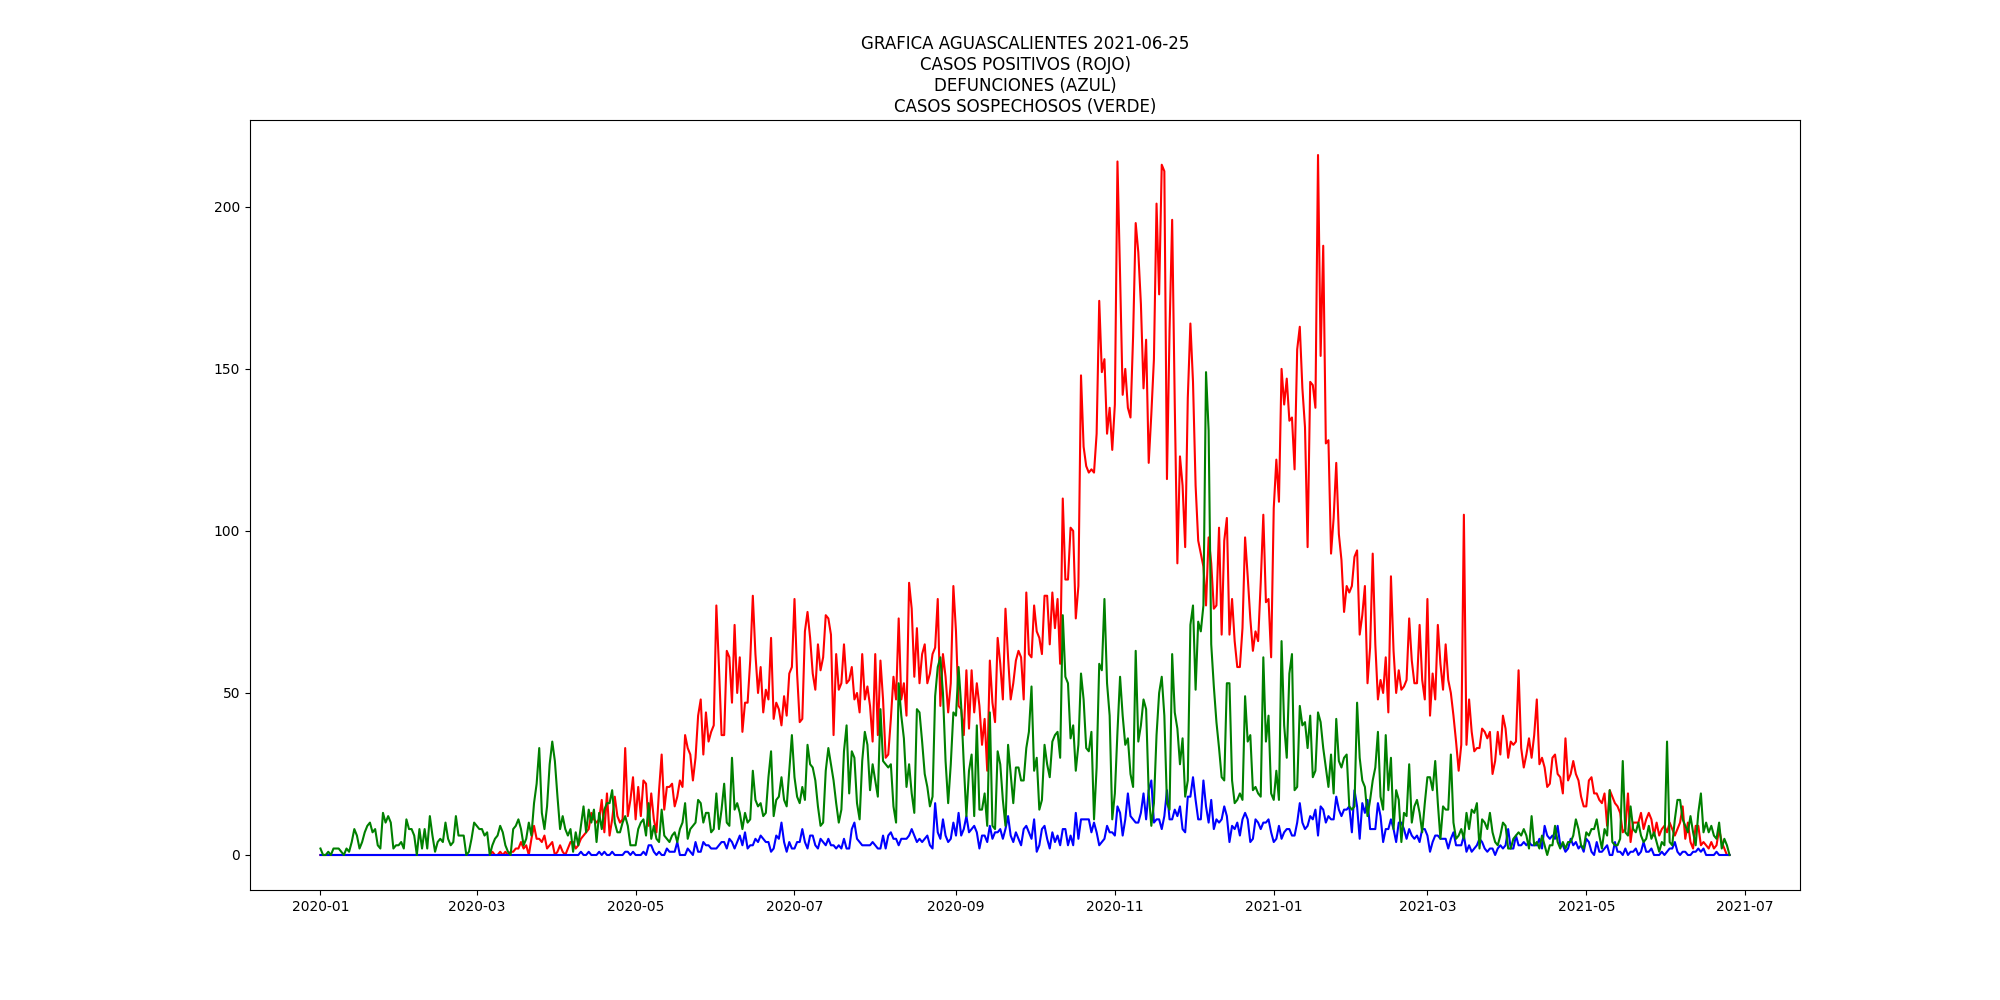 GRAFICA AGUASCALIENTES 2021-06-25
CASOS POSITIVOS (ROJO)
DEFUNCIONES (AZUL)
CASOS SOSPECHOSOS (VERDE)
200
150
100
50
0
2020-01 2020-03 2020-05 2020-07 2020-09 2020-11 2021-01 2021-03 2021-05 2021-07